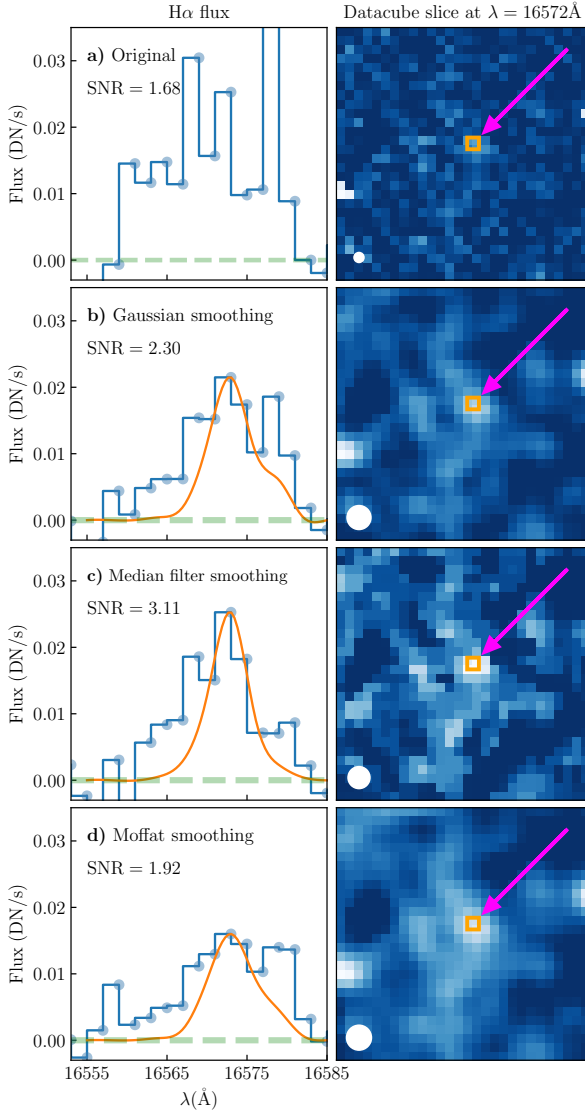 Hα flux
Datacube slice at λ = 16572Å
Flux (DN/s)
0.03
0.02
0.01
0.00
a) Original
SNR = 1.68
Flux (DN/s)
0.03
0.02
0.01
0.00
b) Gaussian smoothing
SNR = 2.30
Flux (DN/s)
0.03
0.02
0.01
0.00
c) Median filter smoothing
SNR = 3.11
Flux (DN/s)
0.03
0.02
0.01
0.00
d) Moffat smoothing
SNR = 1.92
16555 16565 16575 16585
λ(Å)